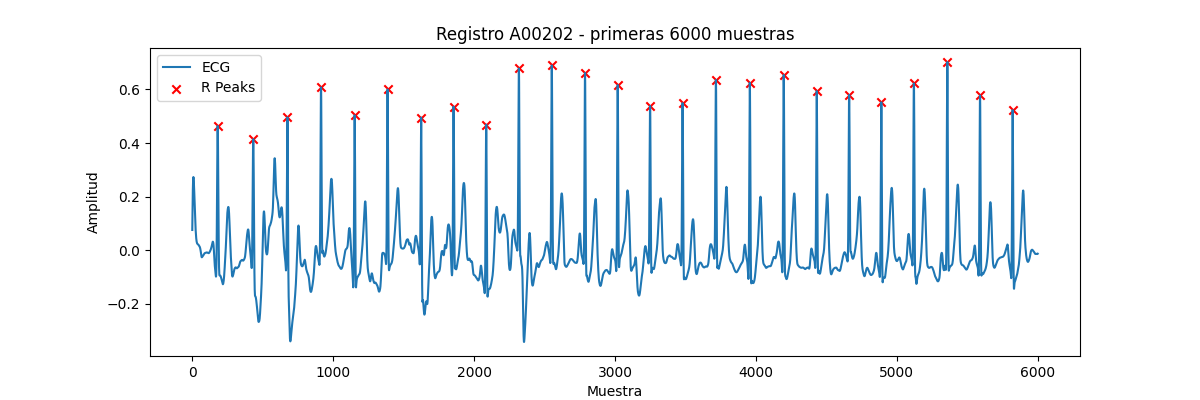 Registro A00202 - primeras 6000 muestras
ECG
R Peaks
Amplitud
0.6
0.4
0.2
0.0
−0.2
0 1000 2000 3000 4000 5000 6000
Muestra